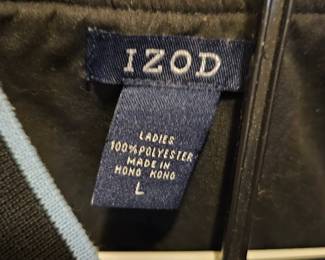 IZOD
LADIES
100% POLYESTER
MADE IN
HONG KONG
L